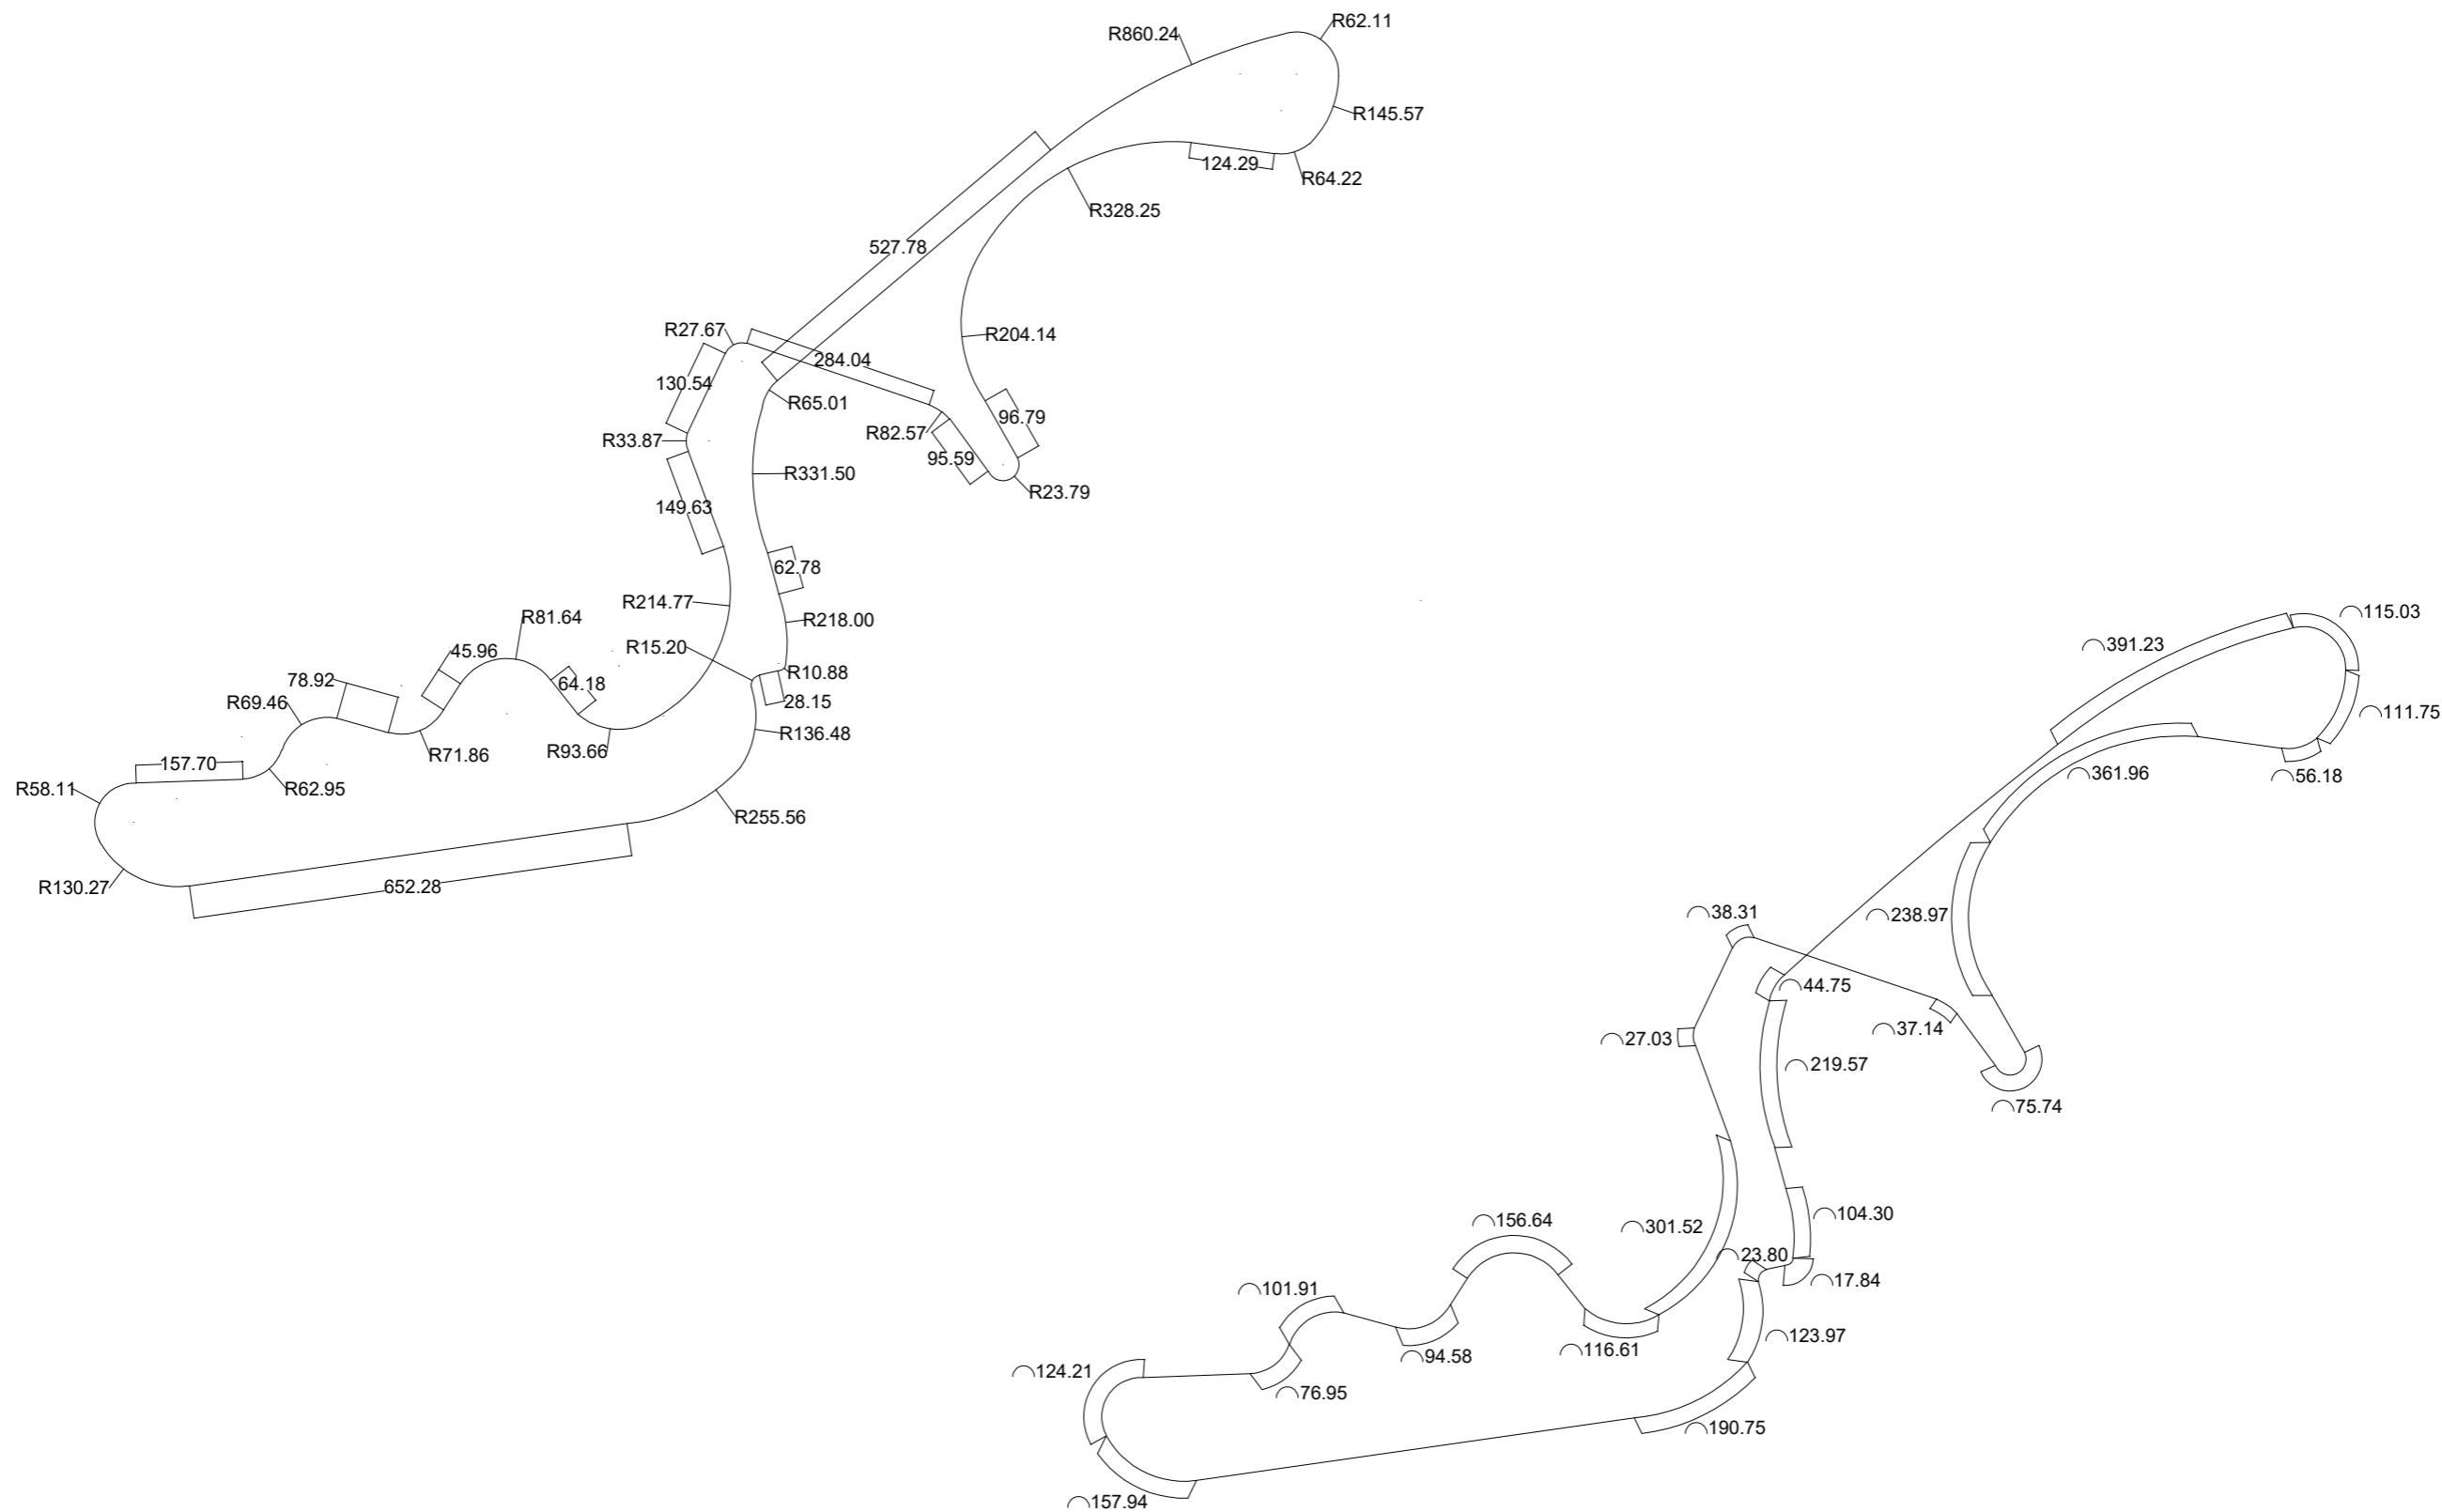 R62.11
R860.24
R145.57
124.29
R64.22
R328.25
527.78
R27.67
R204.14
284.04
130.54
R65.01
96.79
R82.57
R33.87
95.59
R331.50
R23.79
149.63
62.78
R214.77
R81.64
R218.00
R15.20
45.96
R10.88
78.92
64.18
28.15
R69.46
R136.48
R93.66
R71.86
157.70
R58.11
R62.95
R255.56
R130.27
652.28
⌒115.03
⌒391.23
⌒111.75
⌒361.96
⌒56.18
⌒38.31
⌒238.97
⌒44.75
⌒37.14
⌒27.03
⌒219.57
⌒75.74
⌒104.30
⌒156.64
⌒301.52
⌒23.80
⌒17.84
⌒101.91
⌒123.97
⌒116.61
⌒94.58
⌒124.21
⌒76.95
⌒190.75
⌒157.94